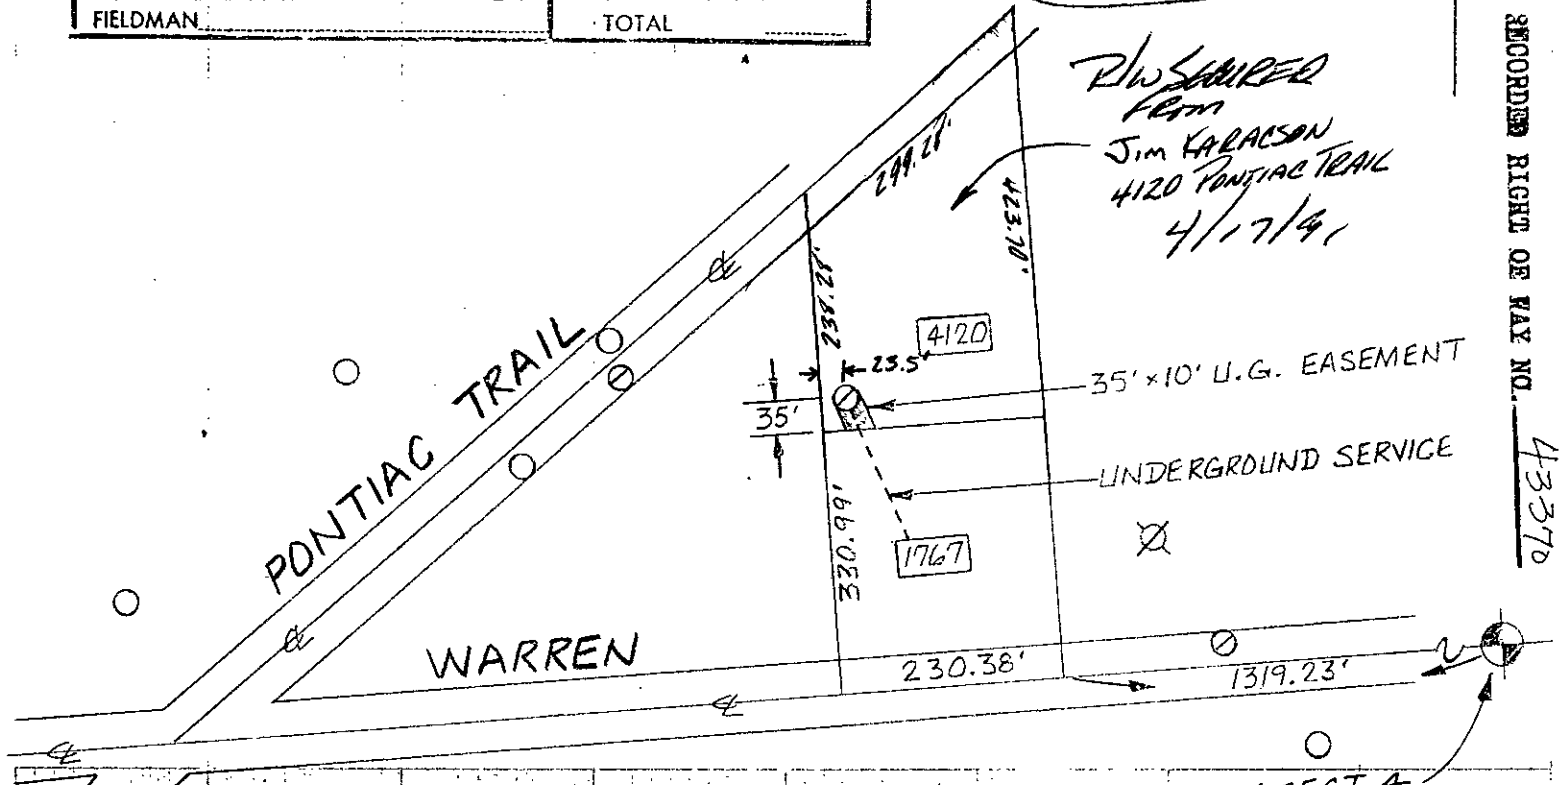 FIELDMAN
TOTAL
R/W SECURED
FROM
Jim KARACSON
4120 PONTIAC TRAIL
4/17/91
RECORDED RIGHT OF WAY NO. 43370
299.28'
423.70'
238.28'
PONTIAC TRAIL
4120
23.5'
35'
35' x 10' U.G. EASEMENT
UNDERGROUND SERVICE
330.99'
1767
WARREN
230.38'
1319.23'